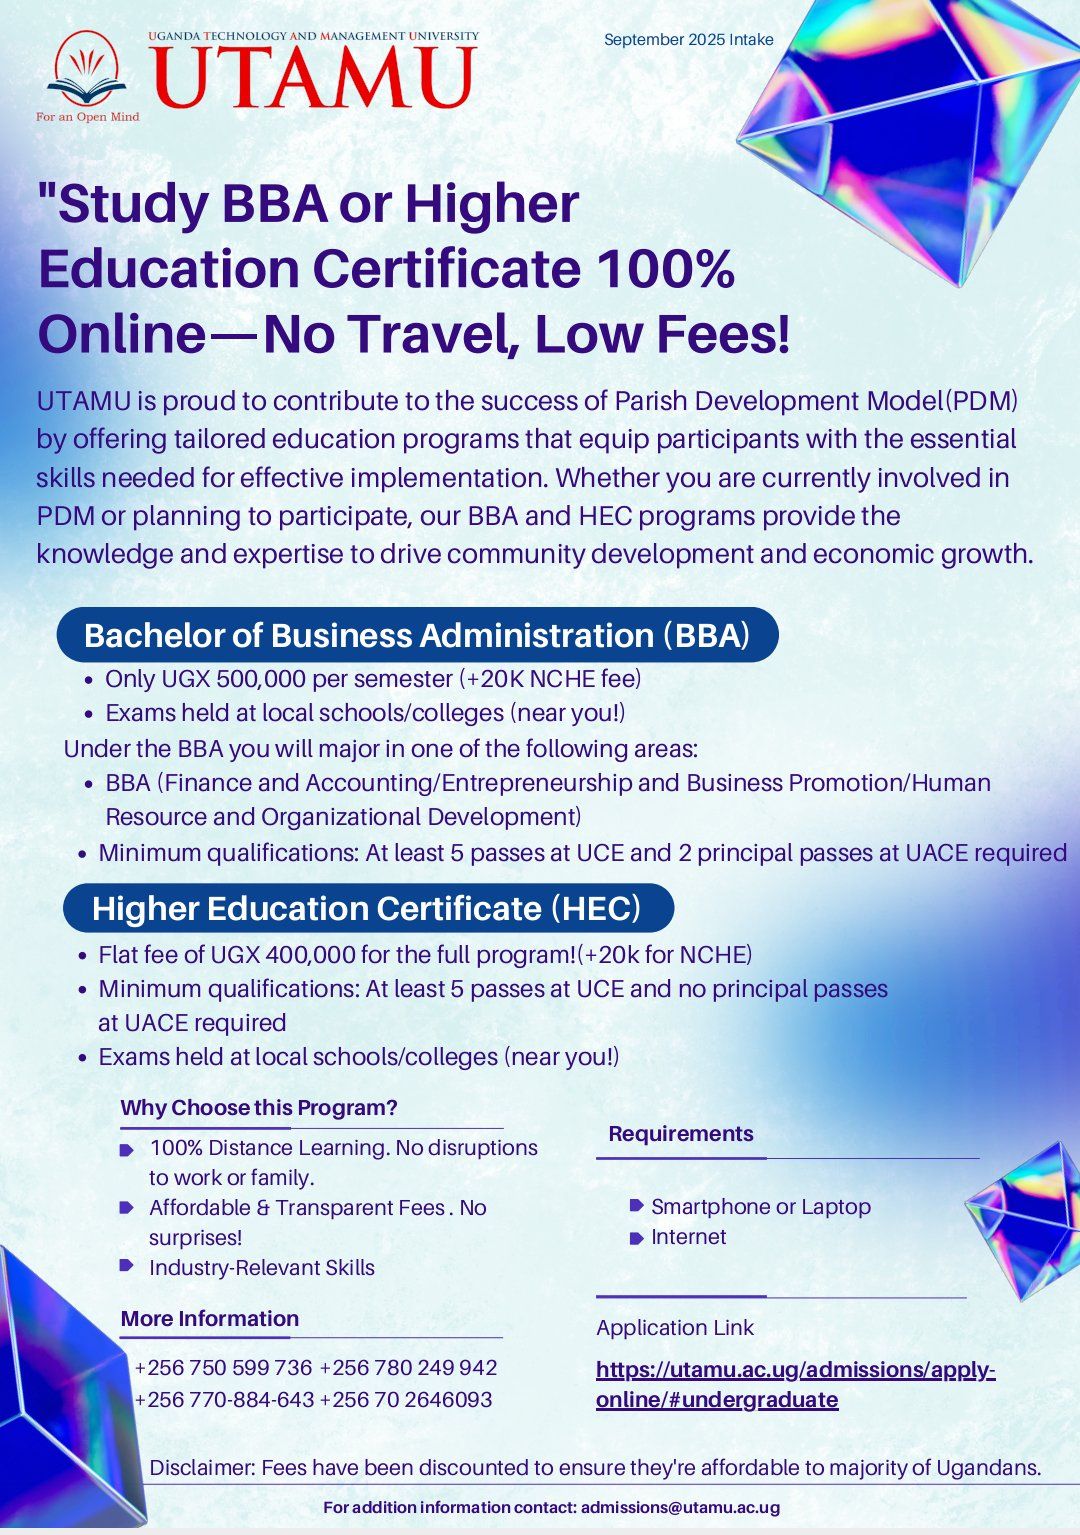 UGANDA TECHNOLOGY AND MANAGEMENT UNIVERSITY
UTAMU
For an Open Mind
September 2025 Intake
"Study BBA or Higher
Education Certificate 100%
Online—No Travel, Low Fees!
UTAMU is proud to contribute to the success of Parish Development Model(PDM)
by offering tailored education programs that equip participants with the essential
skills needed for effective implementation. Whether you are currently involved in
PDM or planning to participate, our BBA and HEC programs provide the
knowledge and expertise to drive community development and economic growth.
Bachelor of Business Administration (BBA)
• Only UGX 500,000 per semester (+20K NCHE fee)
• Exams held at local schools/colleges (near you!)
Under the BBA you will major in one of the following areas:
• BBA (Finance and Accounting/Entrepreneurship and Business Promotion/Human
Resource and Organizational Development)
• Minimum qualifications: At least 5 passes at UCE and 2 principal passes at UACE required
Higher Education Certificate (HEC)
• Flat fee of UGX 400,000 for the full program!(+20k for NCHE)
• Minimum qualifications: At least 5 passes at UCE and no principal passes
at UACE required
• Exams held at local schools/colleges (near you!)
Why Choose this Program?
100% Distance Learning. No disruptions
to work or family.
Affordable & Transparent Fees . No
surprises!
Industry-Relevant Skills
Requirements
Smartphone or Laptop
Internet
More Information
+256 750 599 736 +256 780 249 942
+256 770-884-643 +256 70 2646093
Application Link
https://utamu.ac.ug/admissions/apply-
online/#undergraduate
Disclaimer: Fees have been discounted to ensure they're affordable to majority of Ugandans.
For addition information contact: admissions@utamu.ac.ug